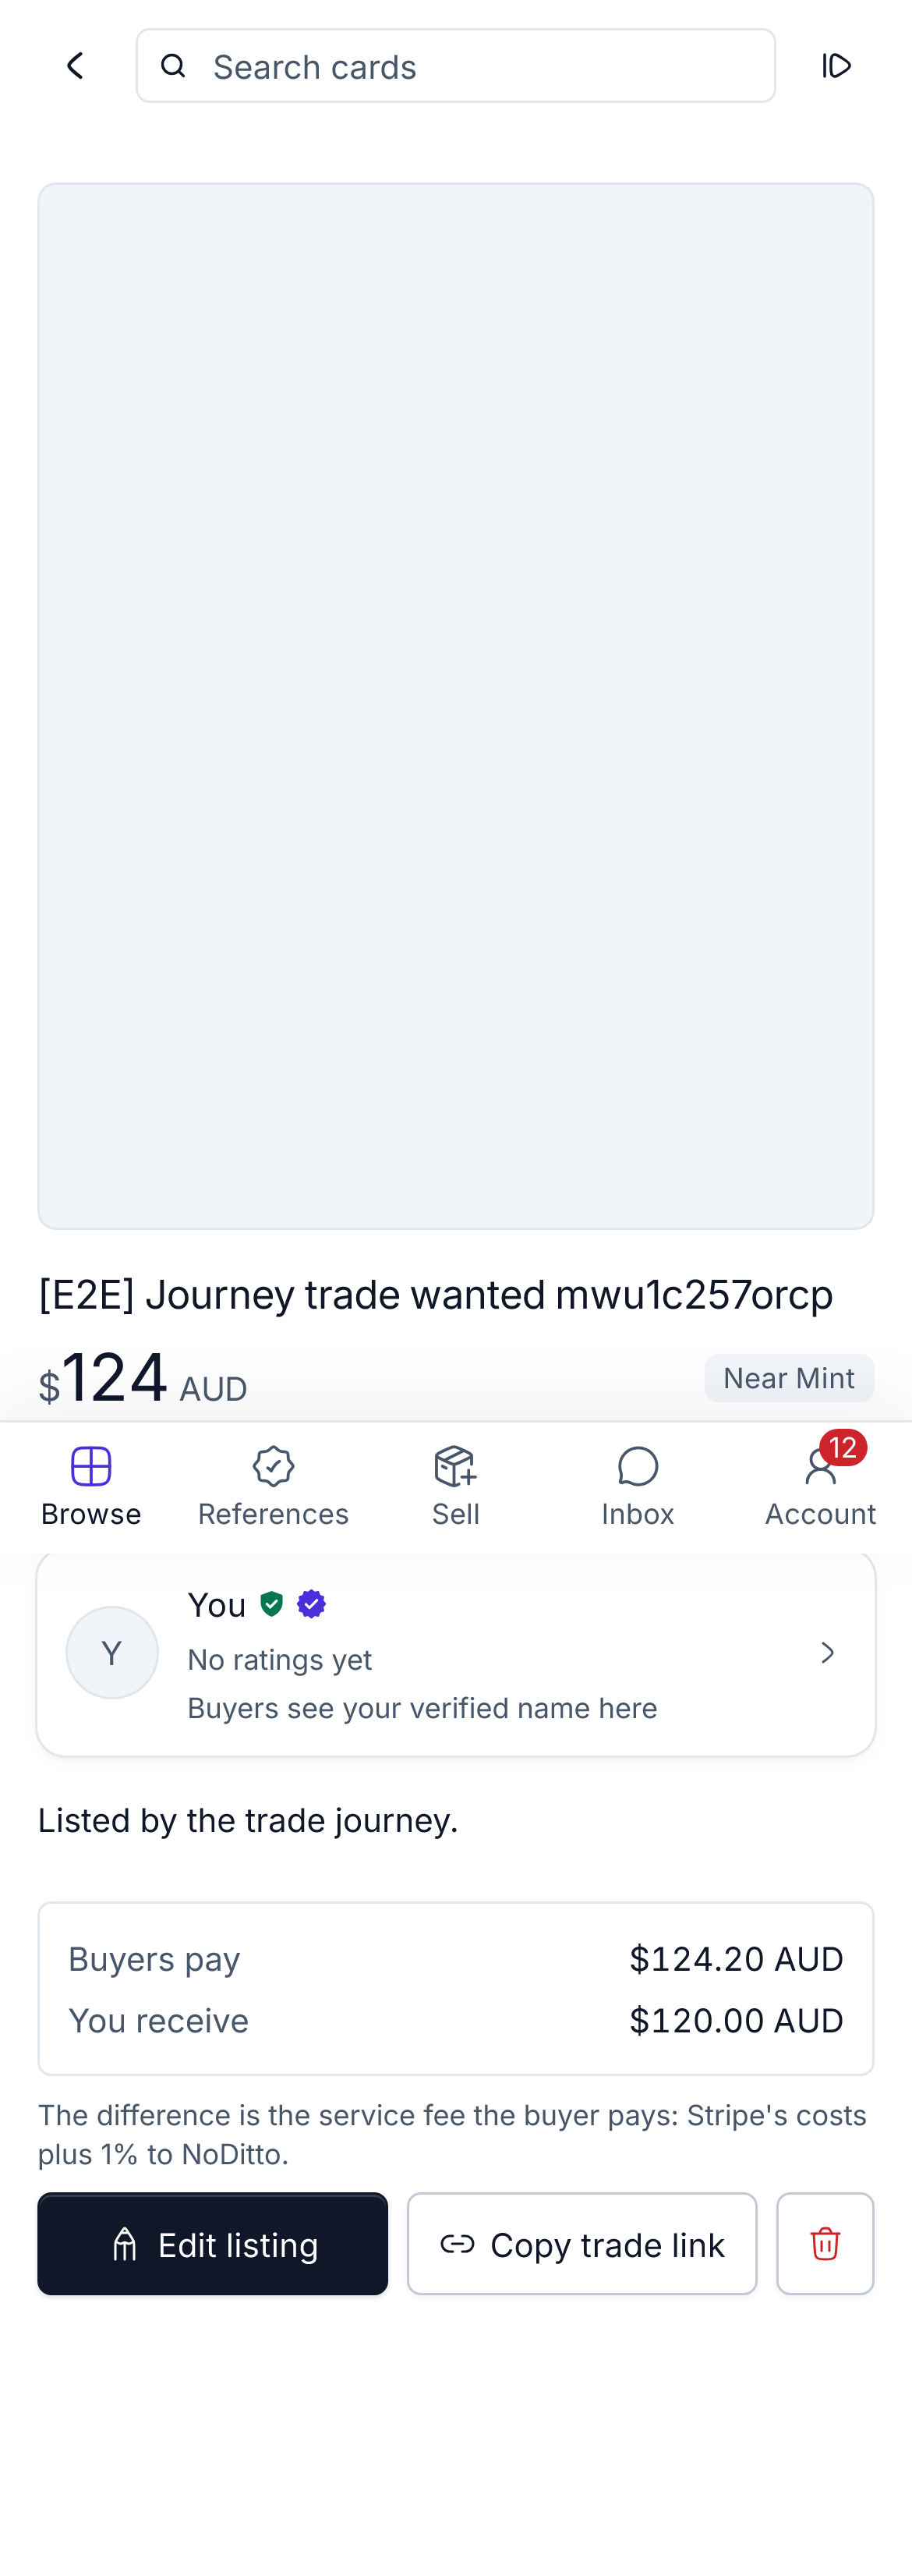 Search cards
[E2E] Journey trade wanted mwu1c257orcp
$124 AUD
Near Mint
Browse
References
Sell
Inbox
12
Account
Y
You
No ratings yet
Buyers see your verified name here
Listed by the trade journey.
Buyers pay $124.20 AUD
You receive $120.00 AUD
The difference is the service fee the buyer pays: Stripe's costs
plus 1% to NoDitto.
Edit listing
Copy trade link